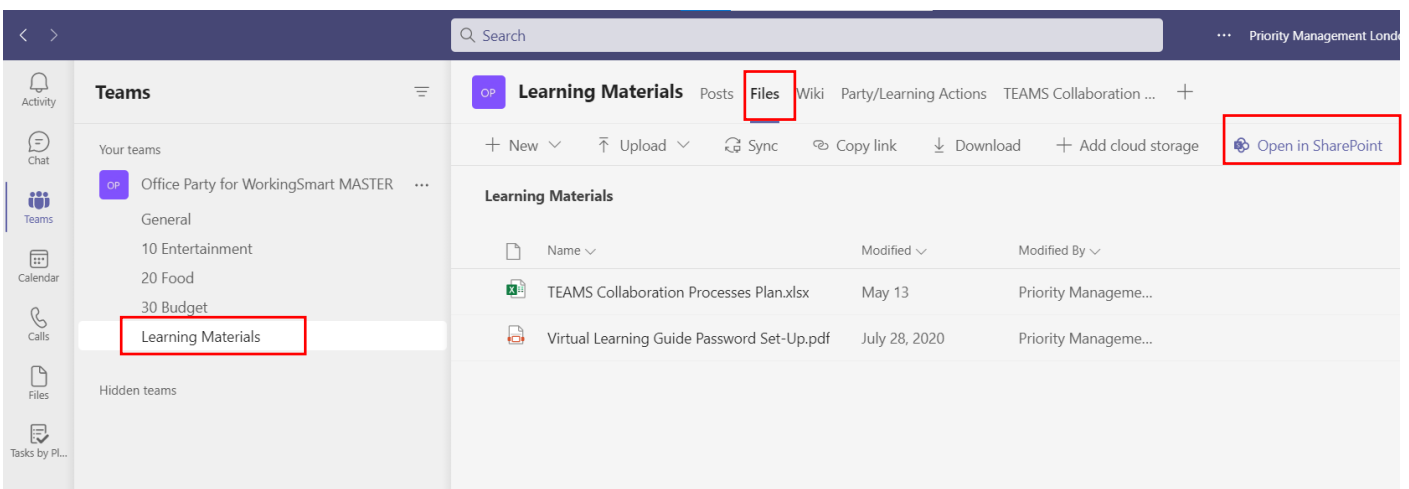 Search
Priority Management Londo
Activity
Chat
Teams
Calendar
Calls
Files
Tasks by Pl...
Teams
Your teams
OP Office Party for WorkingSmart MASTER ...
General
10 Entertainment
20 Food
30 Budget
Learning Materials
Hidden teams
OP Learning Materials Posts Files Wiki Party/Learning Actions TEAMS Collaboration ... +
+ New Upload Sync Copy link Download + Add cloud storage Open in SharePoint
Learning Materials
Name Modified Modified By
TEAMS Collaboration Processes Plan.xlsx May 13 Priority Manageme...
Virtual Learning Guide Password Set-Up.pdf July 28, 2020 Priority Manageme...